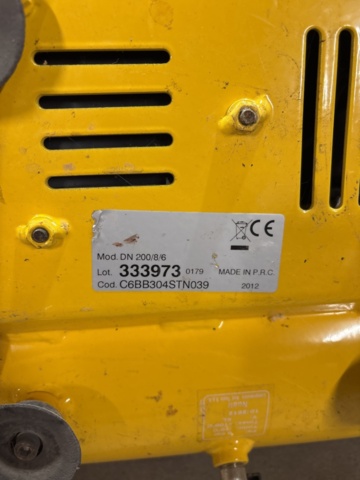 CE
Mod. DN 200/8/6
Lot. 333973 0179 MADE IN P.R.C.
Cod. C6BB304STN039 2012